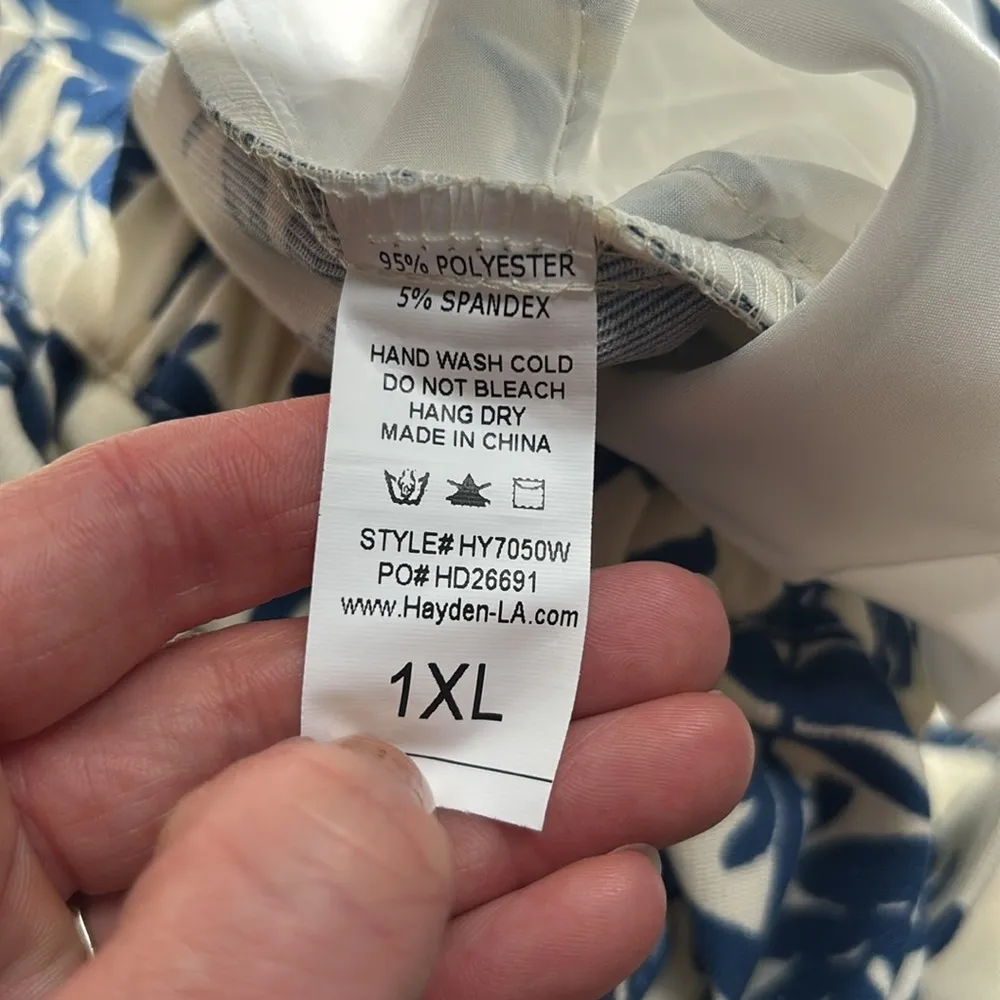 95% POLYESTER
5% SPANDEX
HAND WASH COLD
DO NOT BLEACH
HANG DRY
MADE IN CHINA
STYLE# HY7050W
PO# HD26691
www.Hayden-LA.com
1XL